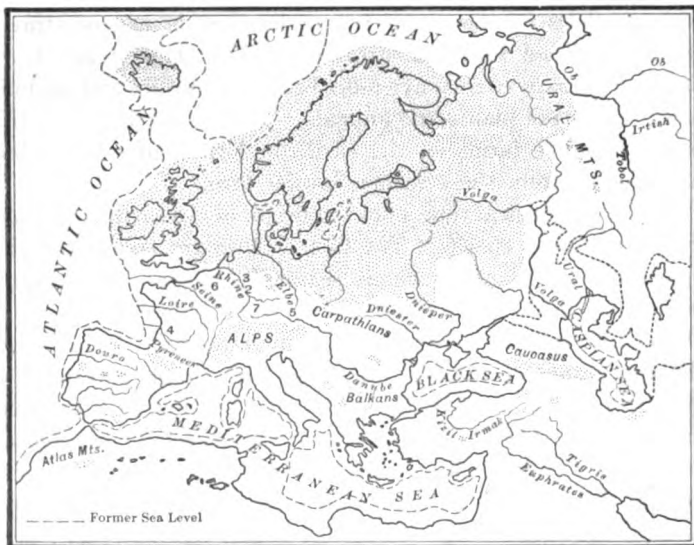 ARCTIC OCEAN
Ob
Ob
URAL MTS.
Irtish
Tobol
ATLANTIC OCEAN
Volga
1
3
Elbe
2
Rhine
6
Seine
7
5
Ural
Volga
CASPIAN SEA
Loire
4
Carpathians
Dniester
Dnieper
ALPS
Caucasus
Douro
Pyrenees
Danube
Balkans
BLACK SEA
MEDITERRANEAN SEA
Kizil Irmak
Atlas Mts.
Tigris
Euphrates
Former Sea Level